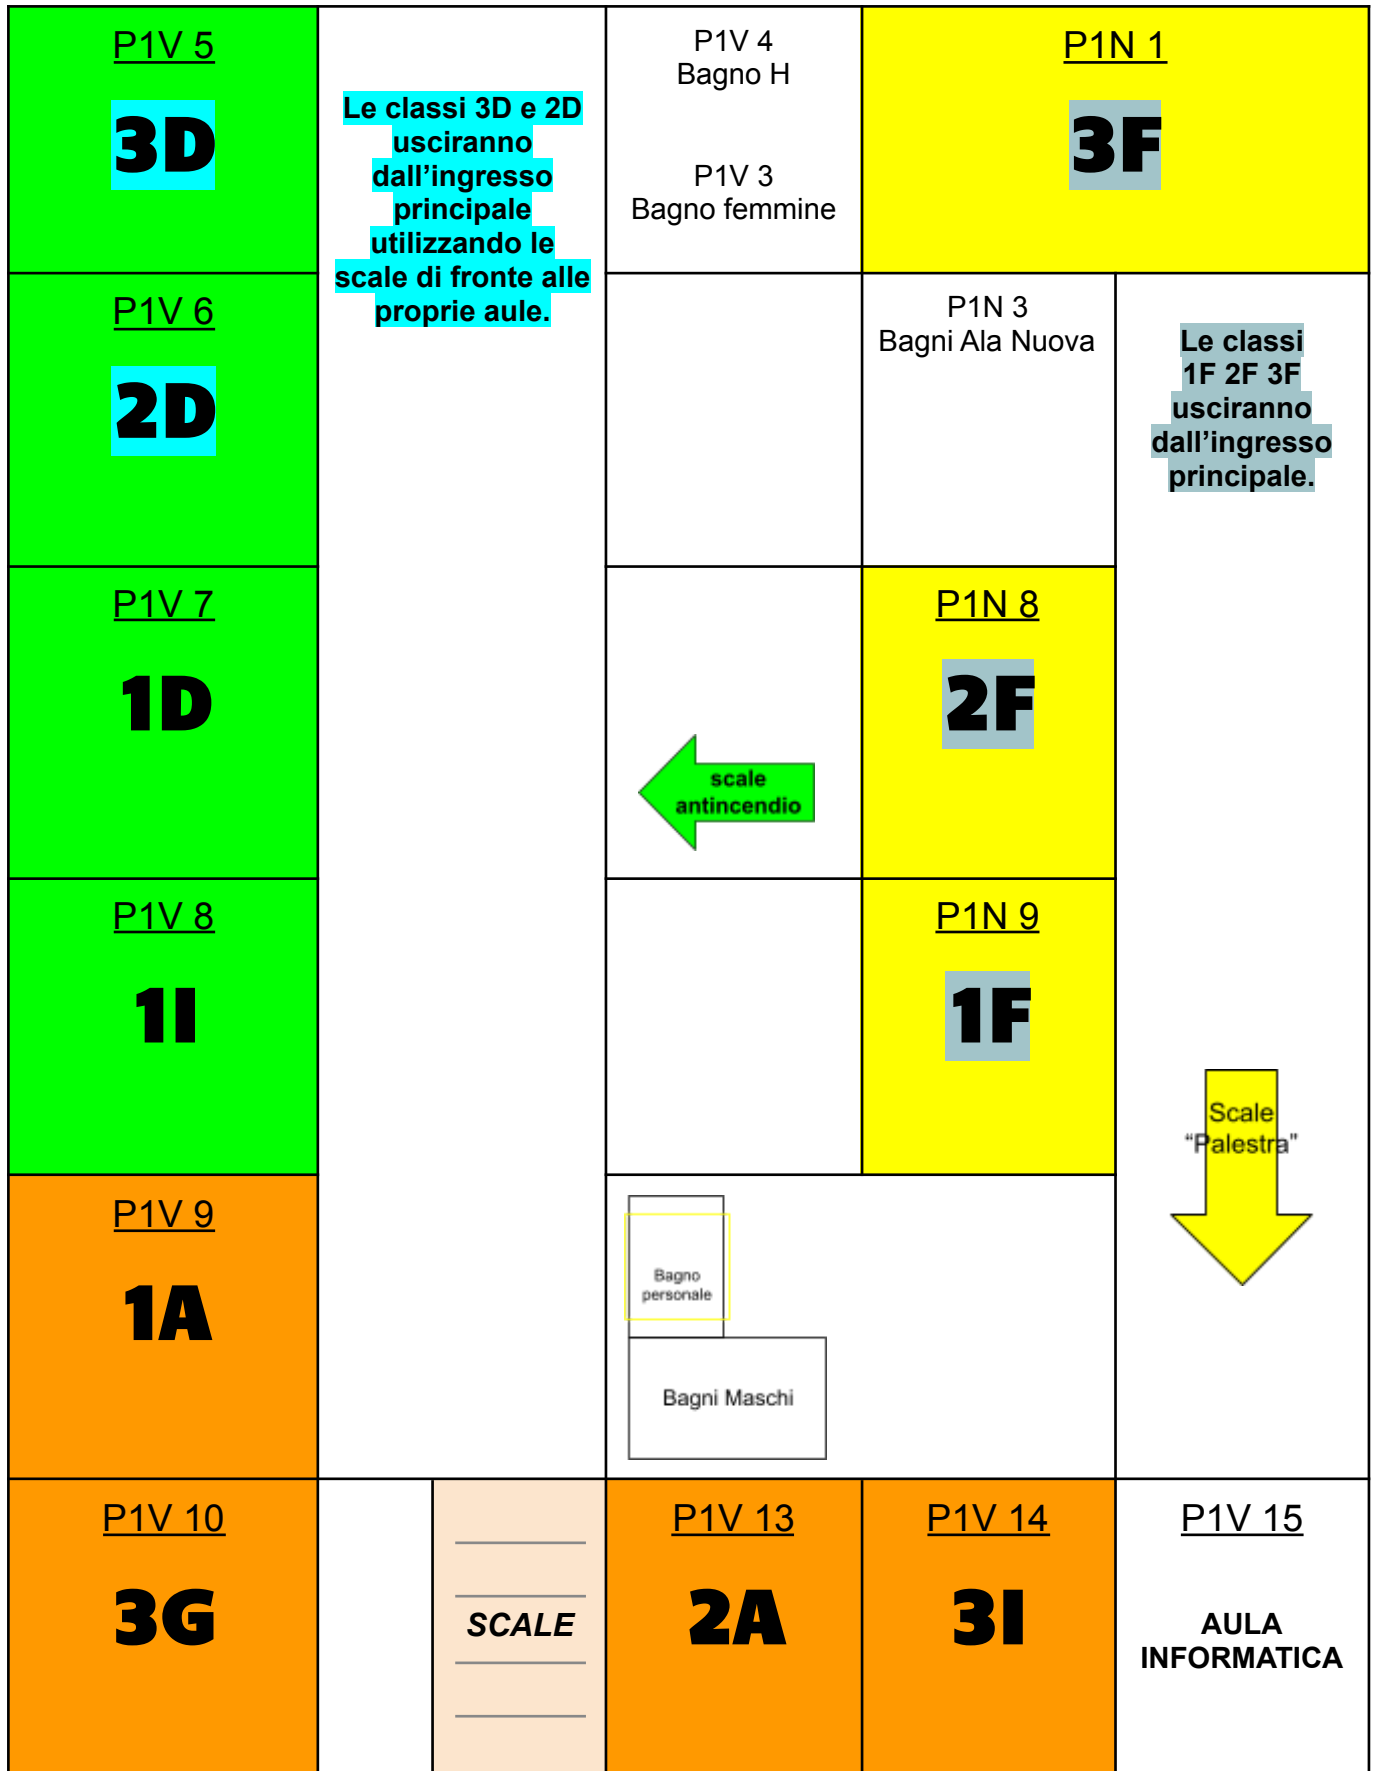 P1V 5
3D
Le classi 3D e 2D
usciranno
dall’ingresso
principale
utilizzando le
scale di fronte alle
proprie aule.
P1V 4
Bagno H
P1V 3
Bagno femmine
P1N 1
3F
P1V 6
2D
P1N 3
Bagni Ala Nuova
Le classi
1F 2F 3F
usciranno
dall’ingresso
principale.
P1V 7
1D
scale
antincendio
P1N 8
2F
P1V 8
1I
P1N 9
1F
Scale
“Palestra"
P1V 9
1A
Bagno
personale
Bagni Maschi
P1V 10
3G
SCALE
P1V 13
2A
P1V 14
3I
P1V 15
AULA
INFORMATICA